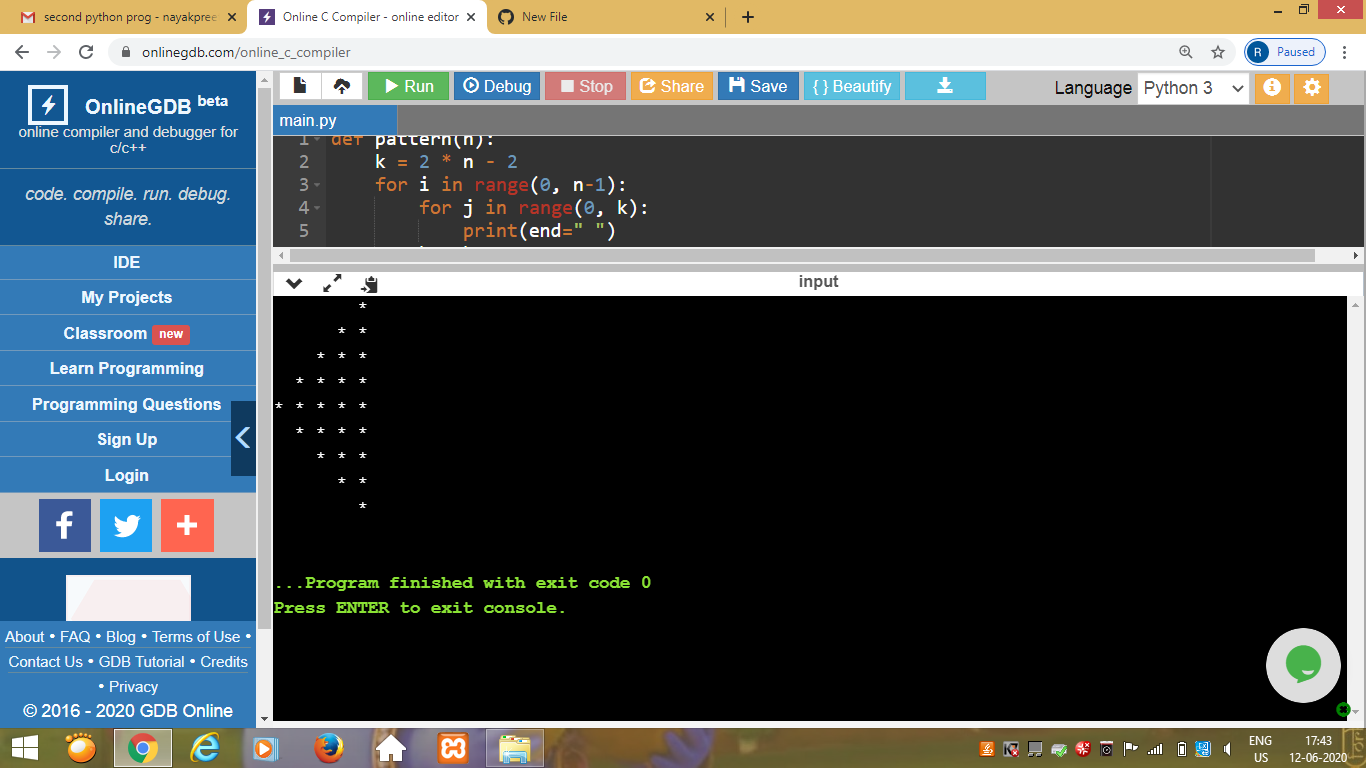 second python prog - nayakpree
Online C Compiler - online editor
New File
onlinegdb.com/online_c_compiler
R Paused
OnlineGDB beta
online compiler and debugger for
c/c++
code. compile. run. debug.
share.
IDE
My Projects
Classroom new
Learn Programming
Programming Questions
Sign Up
Login
About • FAQ • Blog • Terms of Use •
Contact Us • GDB Tutorial • Credits
• Privacy
© 2016 - 2020 GDB Online
Run Debug Stop Share Save { } Beautify Language Python 3
main.py
1 def pattern(n):
2     k = 2 * n - 2
3     for i in range(0, n-1):
4         for j in range(0, k):
5             print(end=" ")
input
        *
      * *
    * * *
  * * * *
* * * * *
  * * * *
    * * *
      * *
        *
...Program finished with exit code 0
Press ENTER to exit console.
ENG 17:43
US 12-06-2020